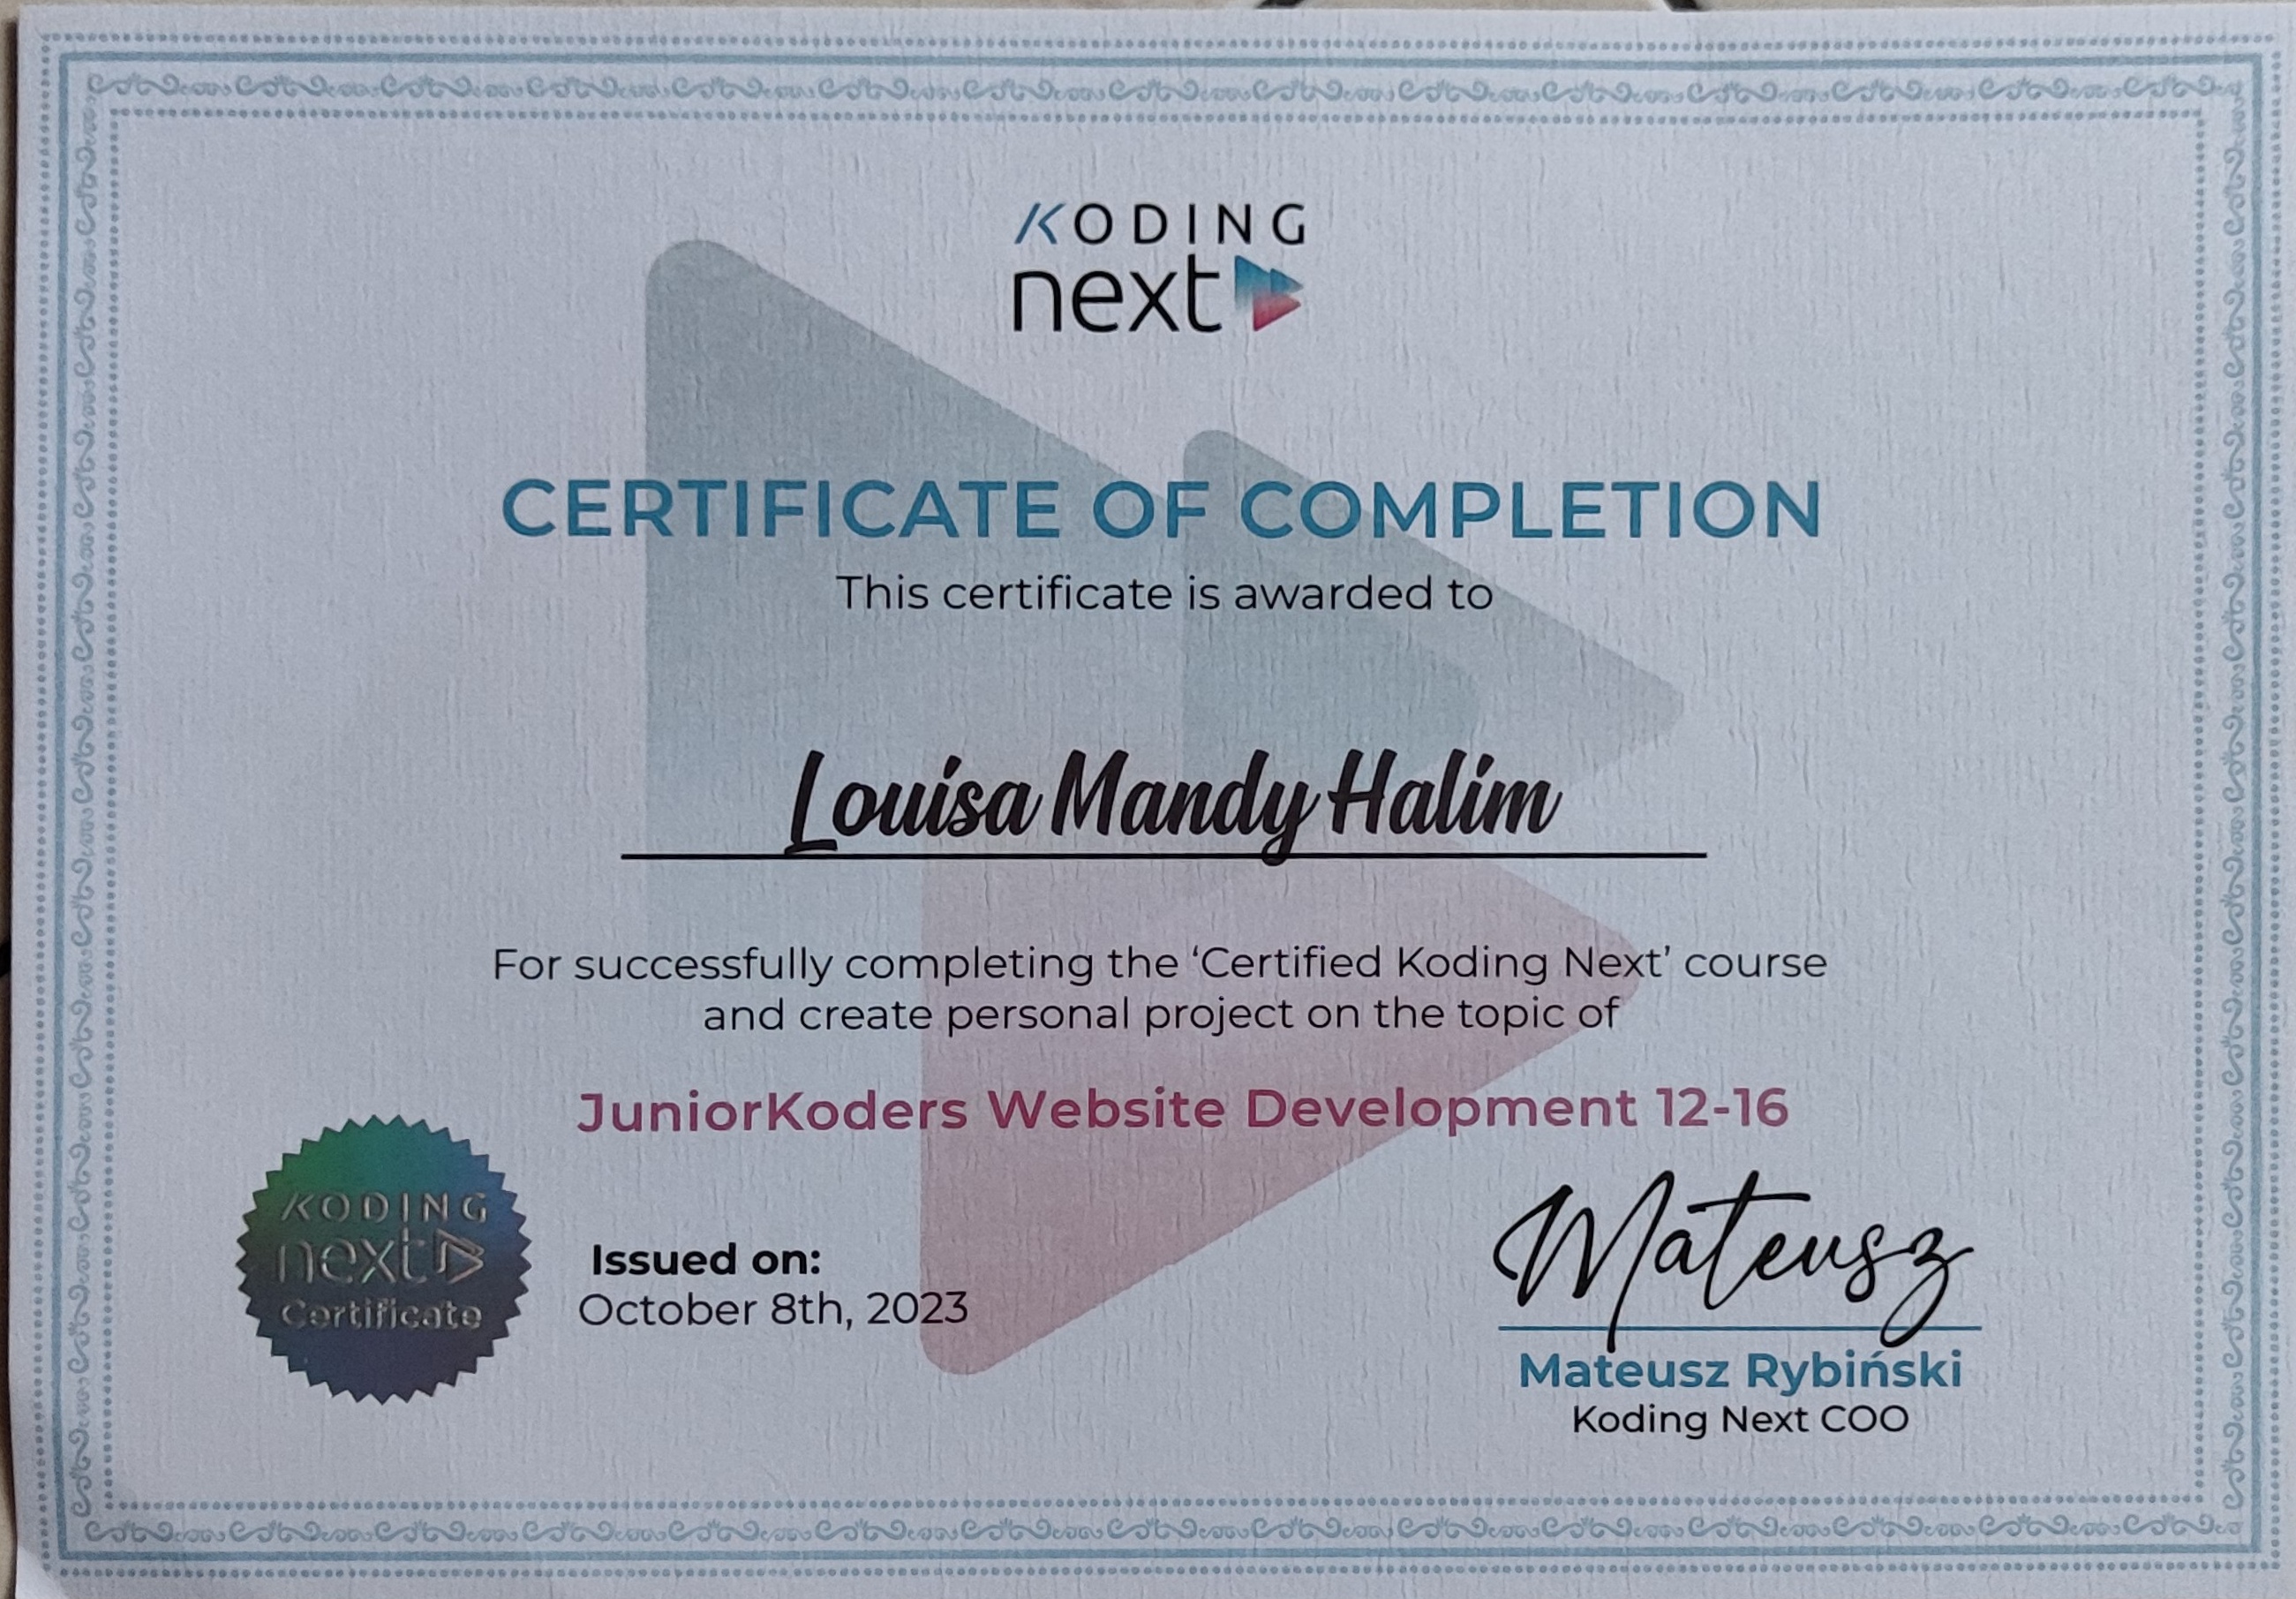 KODING
next
CERTIFICATE OF COMPLETION
This certificate is awarded to
Louisa Mandy Halim
For successfully completing the ‘Certified Koding Next’ course
and create personal project on the topic of
JuniorKoders Website Development 12-16
KODING
next
Certificate
Issued on:
October 8th, 2023
Mateusz
Mateusz Rybiński
Koding Next COO